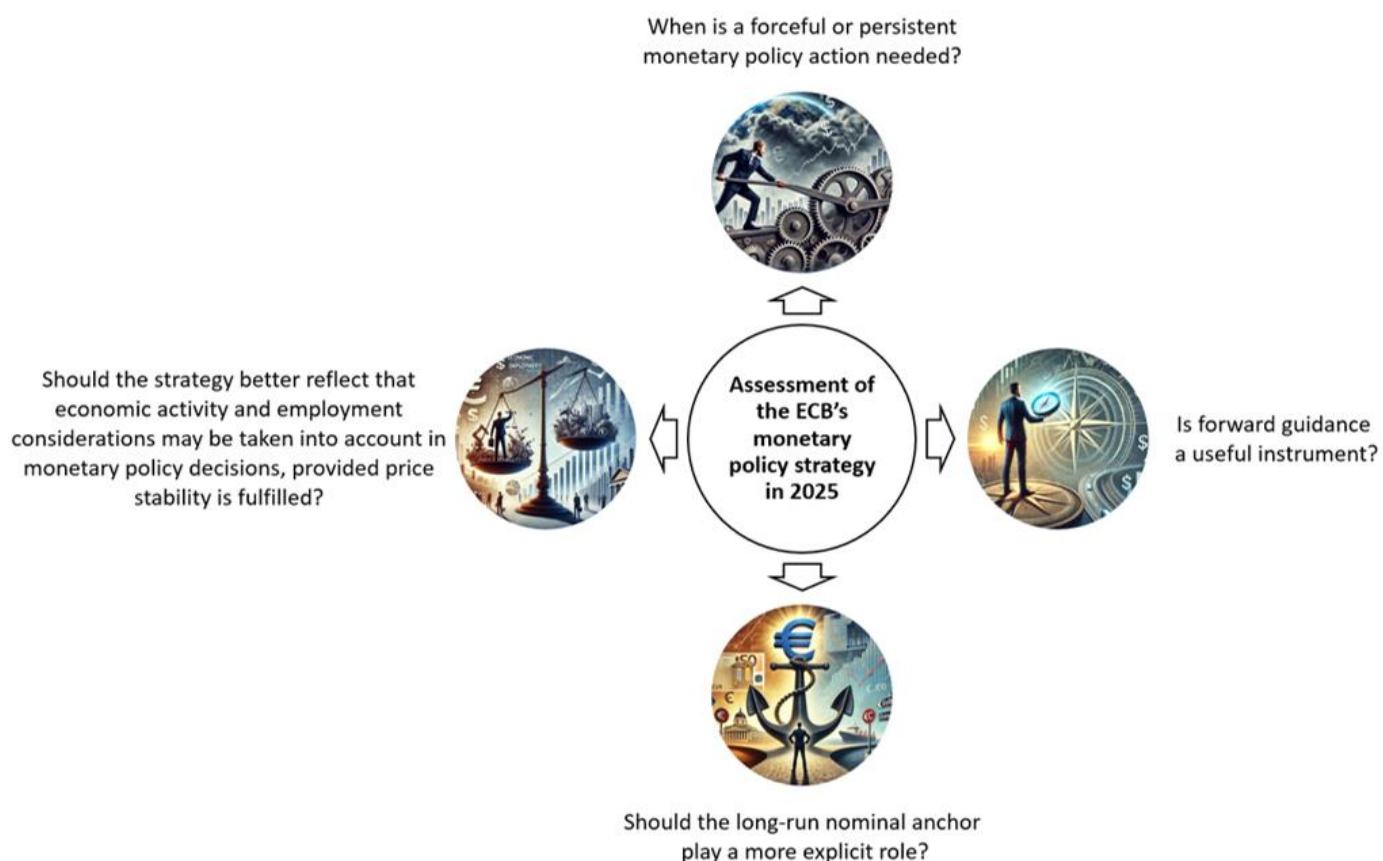 When is a forceful or persistent
monetary policy action needed?
Should the strategy better reflect that
economic activity and employment
considerations may be taken into account in
monetary policy decisions, provided price
stability is fulfilled?
Assessment of
the ECB’s
monetary
policy strategy
in 2025
Is forward guidance
a useful instrument?
Should the long-run nominal anchor
play a more explicit role?